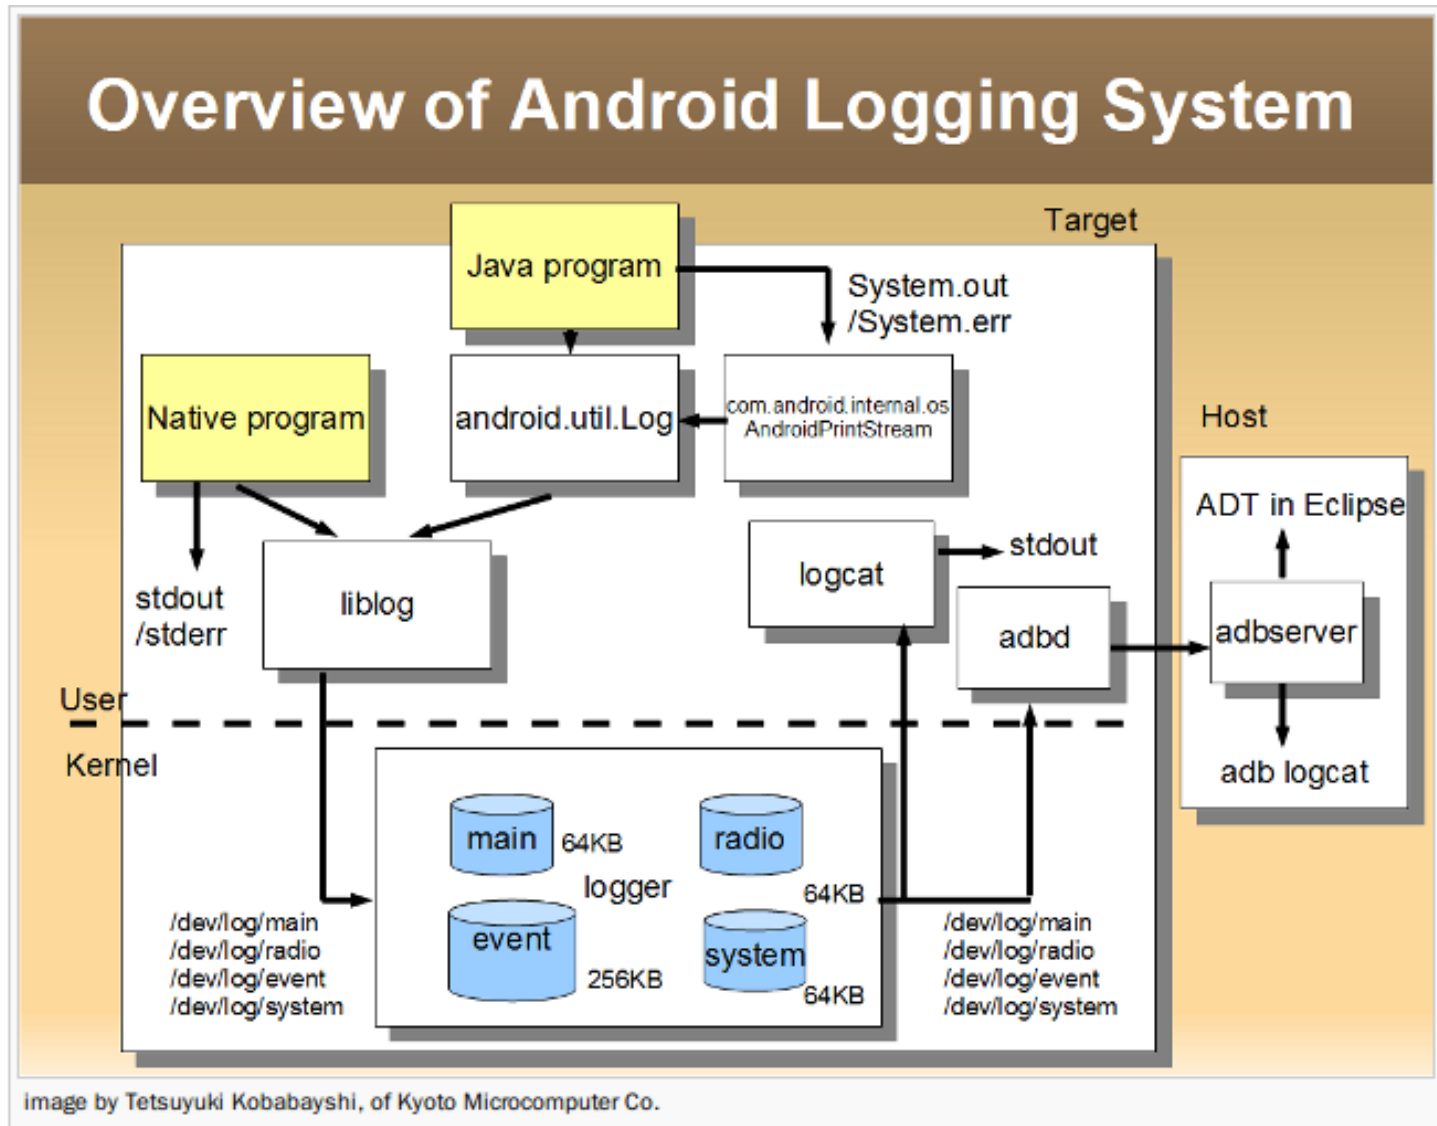 Overview of Android Logging System
Target
Java program
System.out
/System.err
Native program
android.util.Log
com.android.internal.os
AndroidPrintStream
Host
ADT in Eclipse
stdout
/stderr
liblog
logcat
stdout
adbd
adbserver
adb logcat
User
Kernel
main
64KB
radio
64KB
logger
event
256KB
system
64KB
/dev/log/main
/dev/log/radio
/dev/log/event
/dev/log/system
/dev/log/main
/dev/log/radio
/dev/log/event
/dev/log/system
image by Tetsuyuki Kobabayshi, of Kyoto Microcomputer Co.